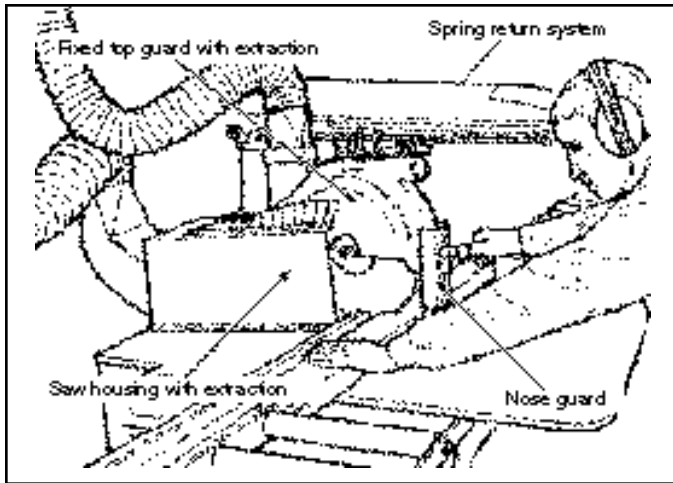 Spring return system
Fixed top guard with extraction
Saw housing with extraction
Nose guard